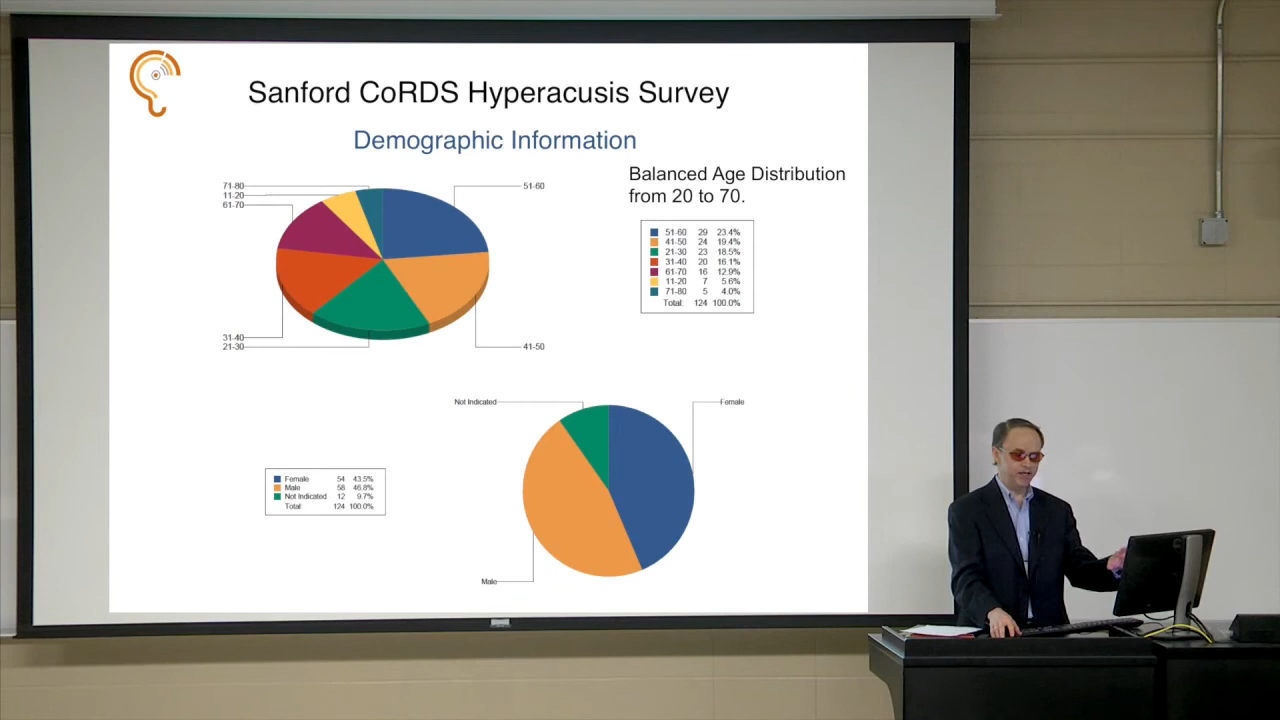 Sanford CoRDS Hyperacusis Survey
Demographic Information
Balanced Age Distribution
from 20 to 70.
71-80
11-20
61-70
51-60
31-40
21-30
41-50
51-60 29 23.4%
41-50 24 19.4%
21-30 23 18.5%
31-40 20 16.1%
61-70 16 12.9%
11-20 7 5.6%
71-80 5 4.0%
Total: 124 100.0%
Not Indicated
Female
Male
Female 54 43.5%
Male 58 46.8%
Not Indicated 12 9.7%
Total 124 100.0%